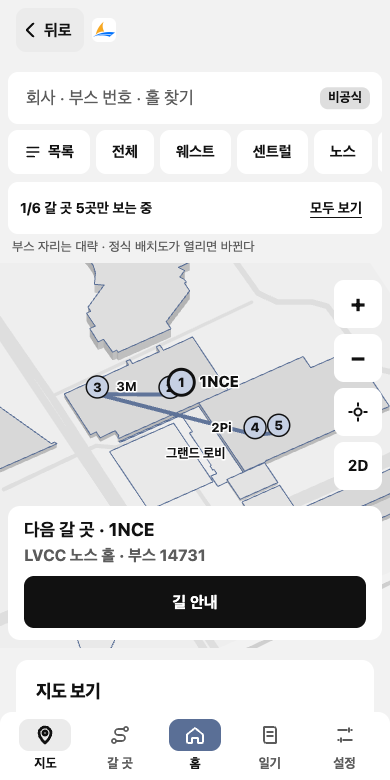 뒤로
회사 · 부스 번호 · 홀 찾기
비공식
목록
전체
웨스트
센트럴
노스
1/6 갈 곳 5곳만 보는 중
모두 보기
부스 자리는 대략 · 정식 배치도가 열리면 바뀐다
+
−
3
3M
1
1NCE
2Pi
4
5
그랜드 로비
2D
다음 갈 곳 · 1NCE
LVCC 노스 홀 · 부스 14731
길 안내
지도 보기
지도
갈 곳
홈
일기
설정